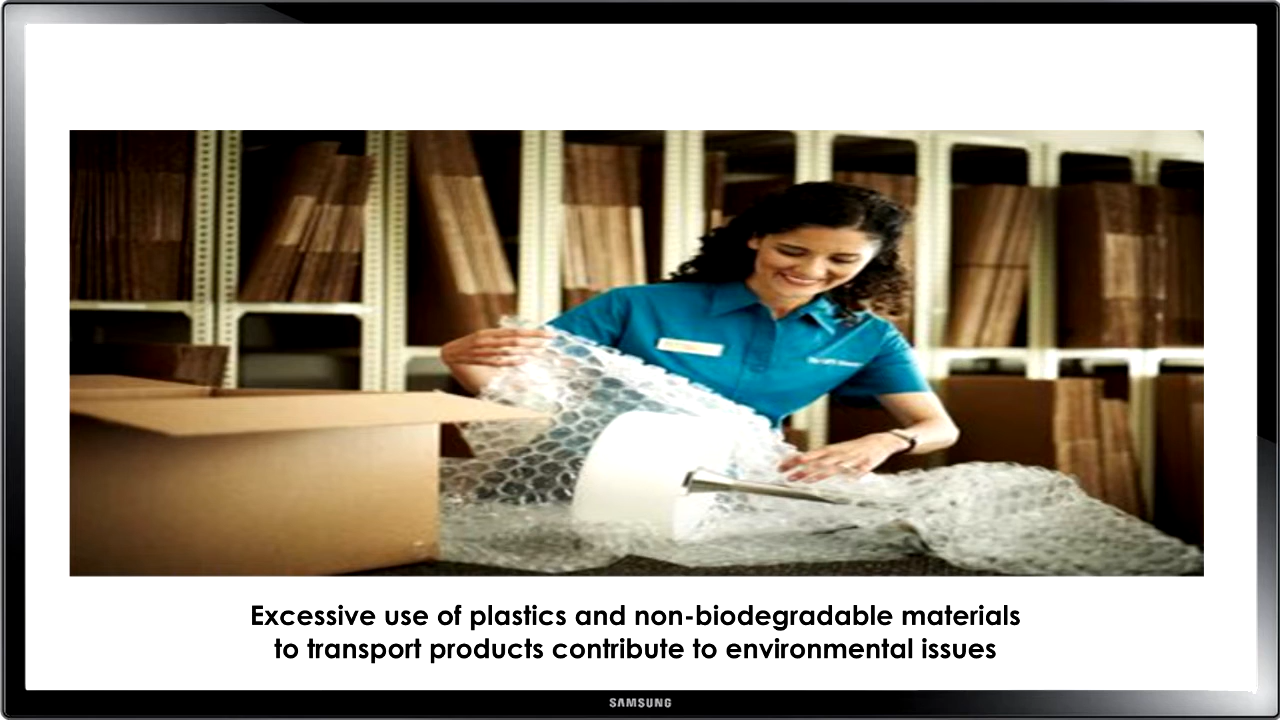 Excessive use of plastics and non-biodegradable materials
to transport products contribute to environmental issues
SAMSUNG